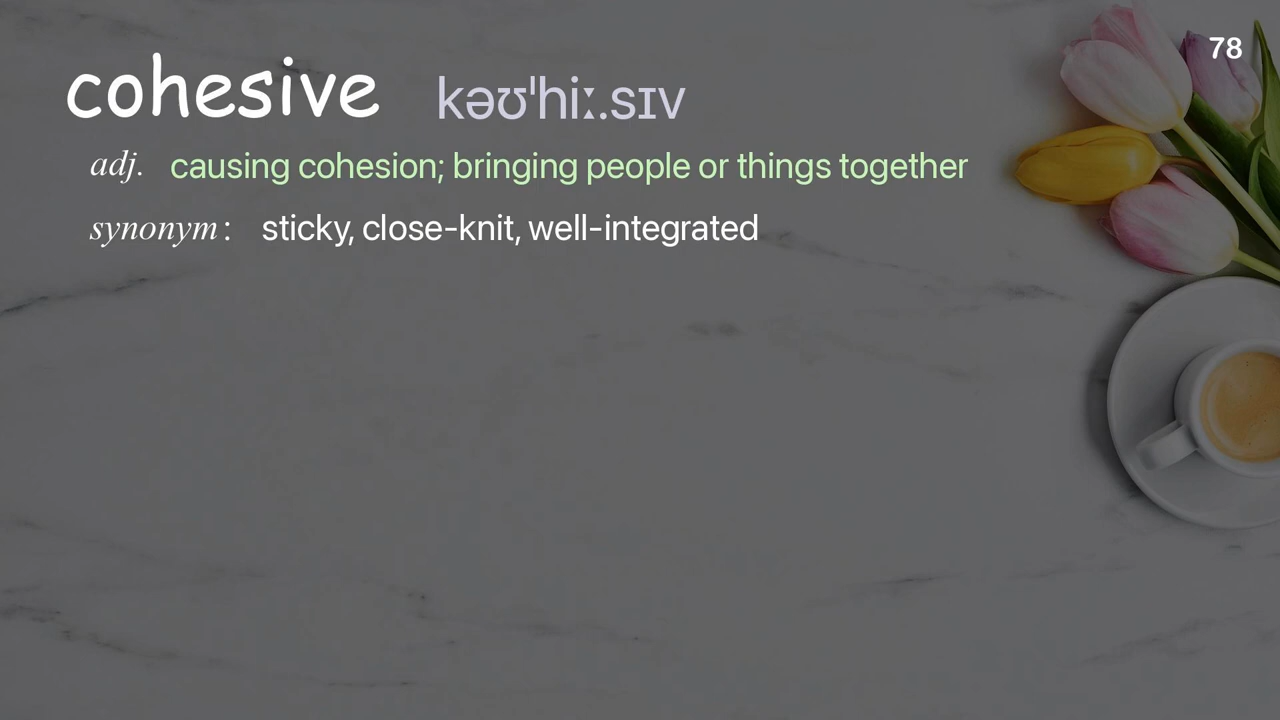 78
cohesive kəʊˈhiː.sɪv
adj. causing cohesion; bringing people or things together
synonym: sticky, close-knit, well-integrated